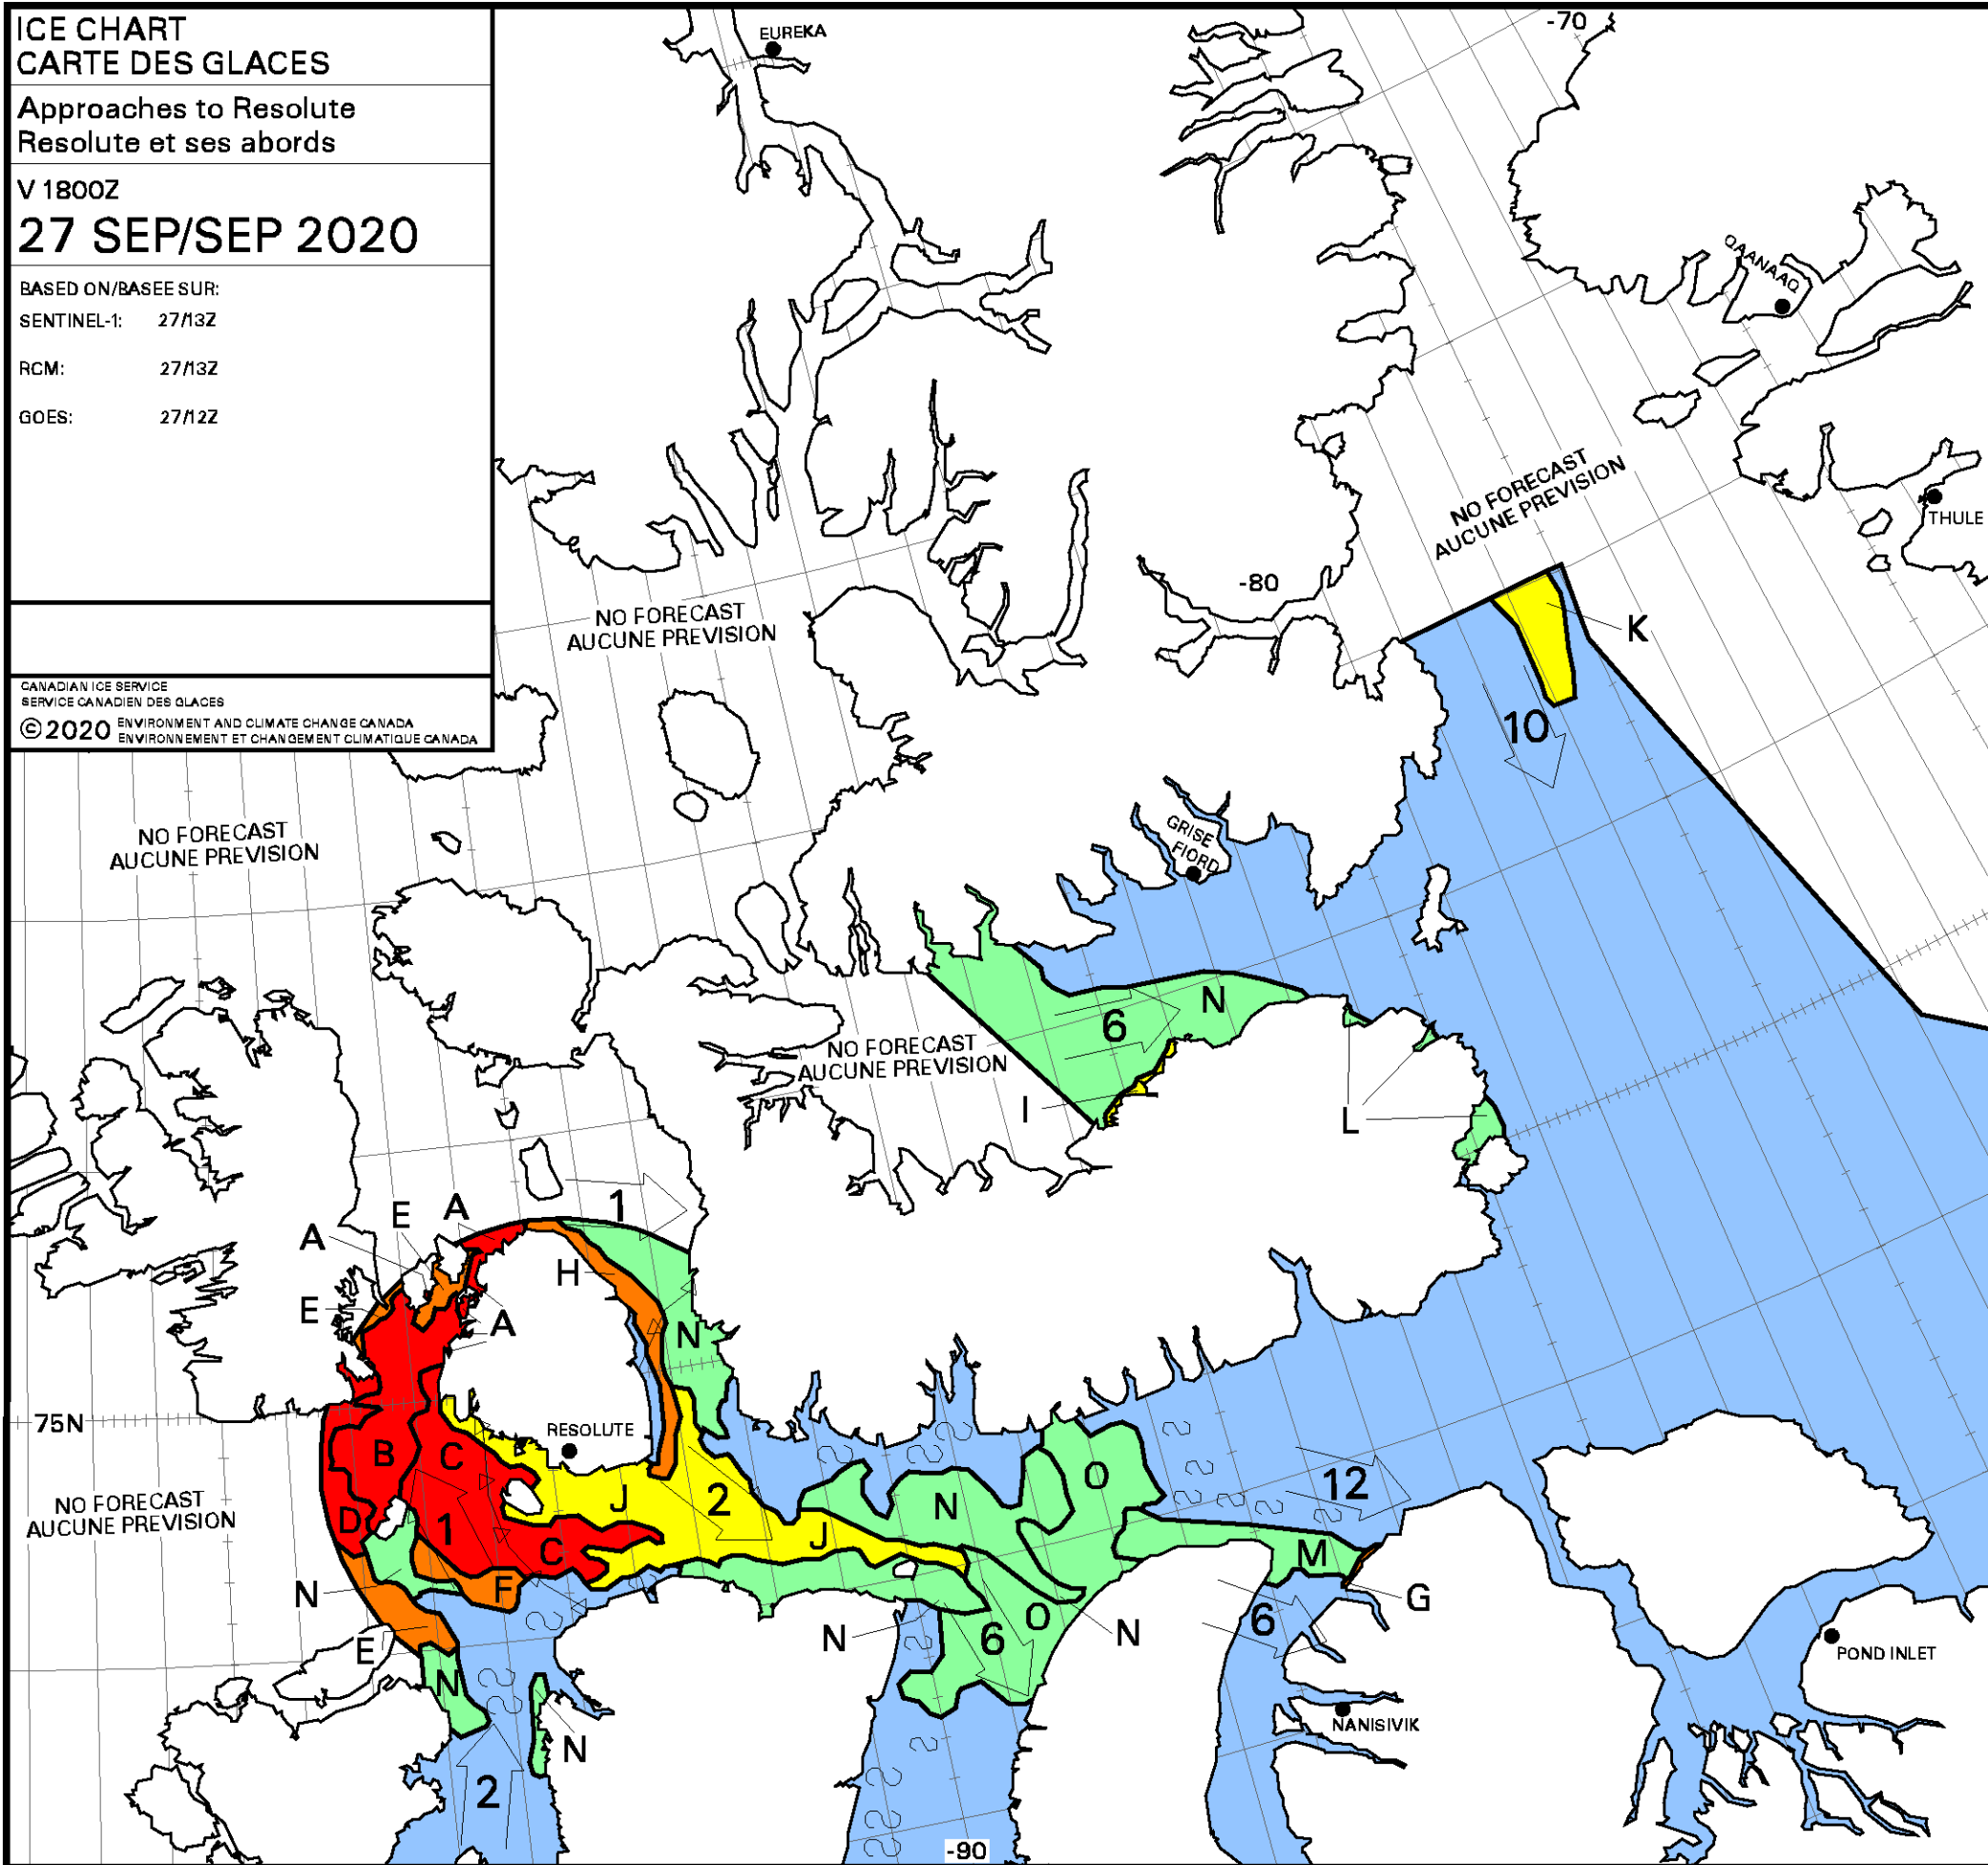 ICE CHART
CARTE DES GLACES
Approaches to Resolute
Resolute et ses abords
V 1800Z
27 SEP/SEP 2020
BASED ON/BASEE SUR:
SENTINEL-1: 27/13Z
RCM: 27/13Z
GOES: 27/12Z
CANADIAN ICE SERVICE
SERVICE CANADIEN DES GLACES
© 2020 ENVIRONMENT AND CLIMATE CHANGE CANADA
ENVIRONNEMENT ET CHANGEMENT CLIMATIQUE CANADA
EUREKA
-70
QAANAAQ
THULE
NO FORECAST
AUCUNE PREVISION
-80
K
10
NO FORECAST
AUCUNE PREVISION
NO FORECAST
AUCUNE PREVISION
GRISE
FIORD
N
6
NO FORECAST
AUCUNE PREVISION
I
L
A
E
A
1
H
E
A
N
75N
RESOLUTE
B
C
J
2
N
O
12
NO FORECAST
AUCUNE PREVISION
D
1
C
J
M
G
N
F
E
N
O
6
N
6
N
N
2
NANISIVIK
POND INLET
-90